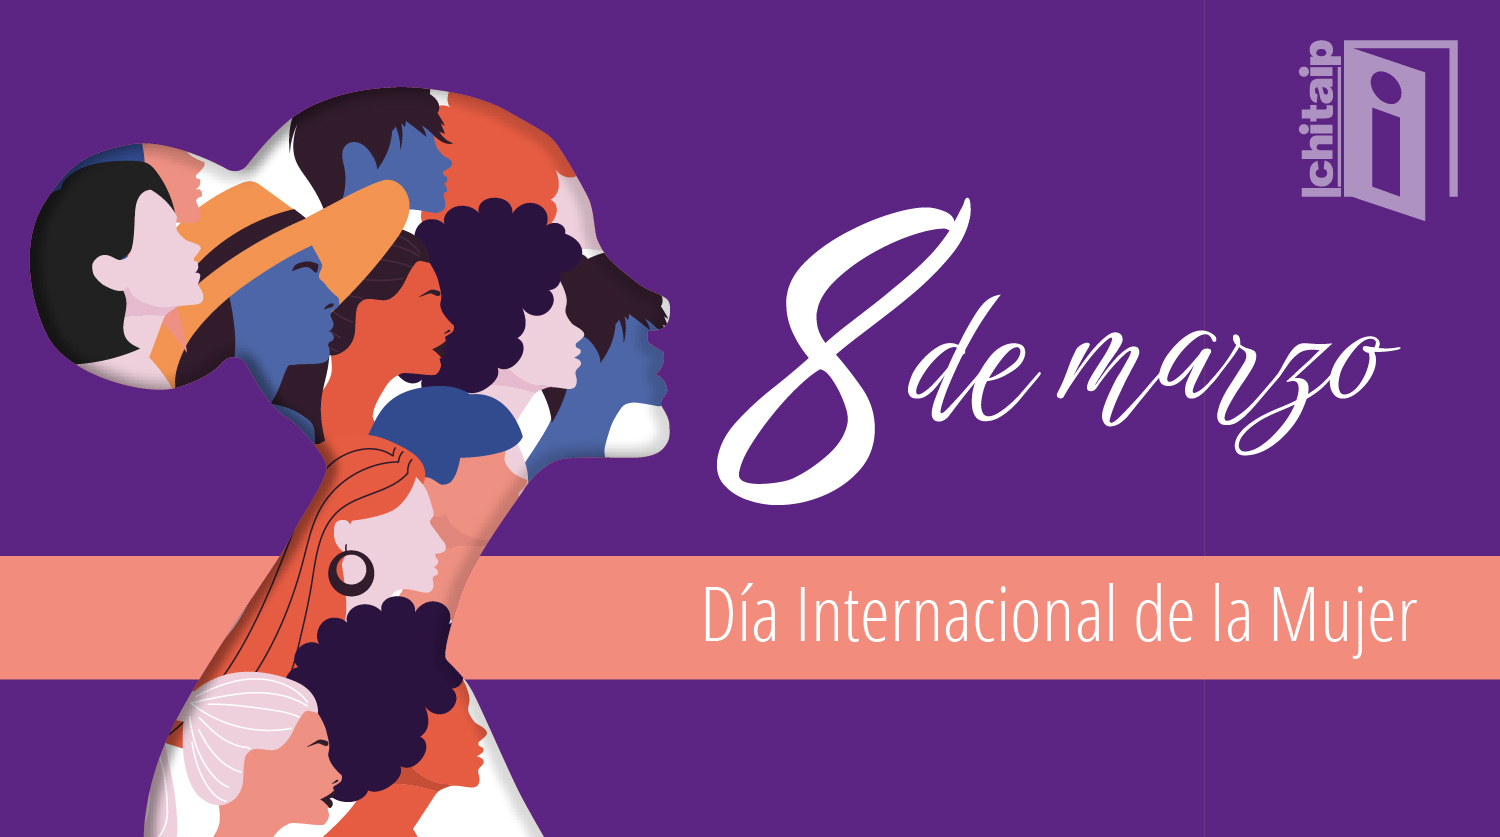 Ichitaip
8 de marzo
Día Internacional de la Mujer